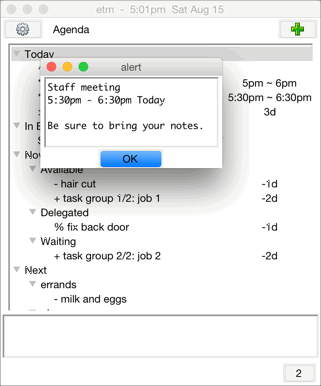 etm - 5:01pm Sat Aug 15
Agenda
Today
alert
Staff meeting
5:30pm - 6:30pm Today
Be sure to bring your notes.
OK
5pm ~ 6pm
5:30pm ~ 6:30pm
3d
In B
Now
Available
- hair cut -1d
+ task group 1/2: job 1 -2d
Delegated
% fix back door -1d
Waiting
+ task group 2/2: job 2 -2d
Next
errands
- milk and eggs
2